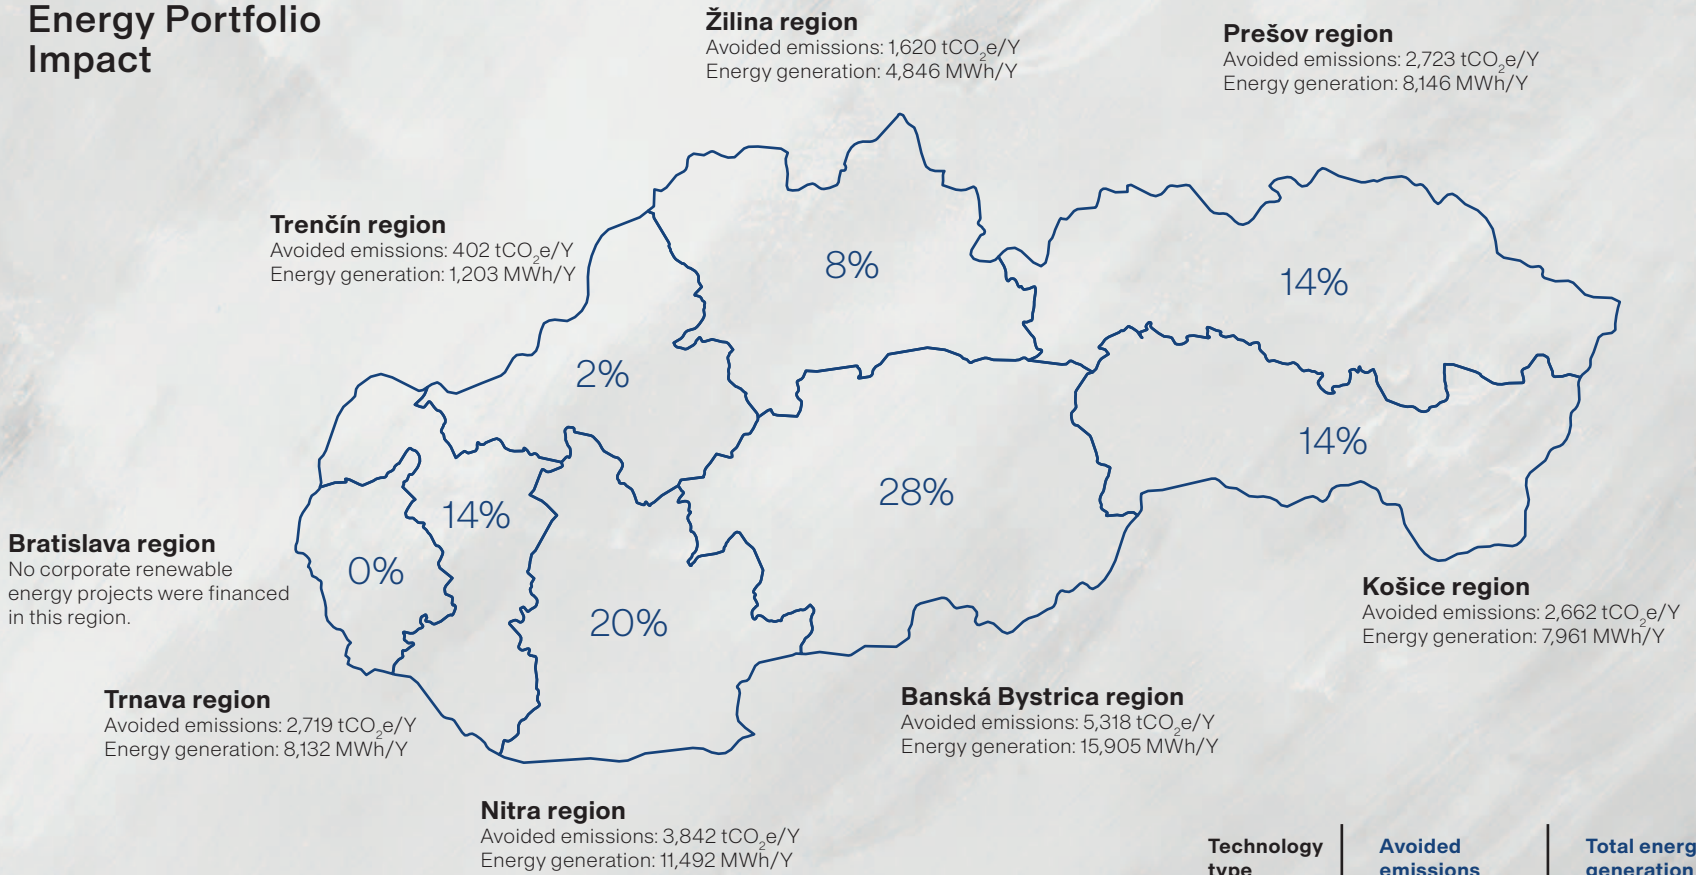 Energy Portfolio
Impact
Žilina region
Avoided emissions: 1,620 tCO₂e/Y
Energy generation: 4,846 MWh/Y
Prešov region
Avoided emissions: 2,723 tCO₂e/Y
Energy generation: 8,146 MWh/Y
Trenčín region
Avoided emissions: 402 tCO₂e/Y
Energy generation: 1,203 MWh/Y
8%
14%
2%
14%
28%
14%
Bratislava region
No corporate renewable
energy projects were financed
in this region.
0%
20%
Košice region
Avoided emissions: 2,662 tCO₂e/Y
Energy generation: 7,961 MWh/Y
Trnava region
Avoided emissions: 2,719 tCO₂e/Y
Energy generation: 8,132 MWh/Y
Banská Bystrica region
Avoided emissions: 5,318 tCO₂e/Y
Energy generation: 15,905 MWh/Y
Nitra region
Avoided emissions: 3,842 tCO₂e/Y
Energy generation: 11,492 MWh/Y
Technology
type
Avoided
emissions
Total energ
generation